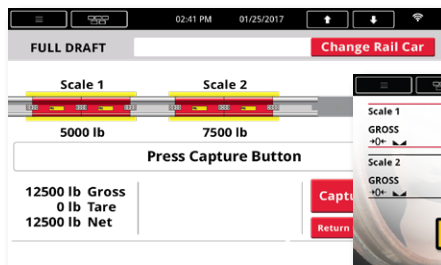 02:41 PM 01/25/2017
FULL DRAFT
Change Rail Car
Scale 1 Scale 2
5000 lb 7500 lb
Press Capture Button
12500 lb Gross
0 lb Tare
12500 lb Net
Return
Scale 1
GROSS
→0←
Scale 2
GROSS
→0←